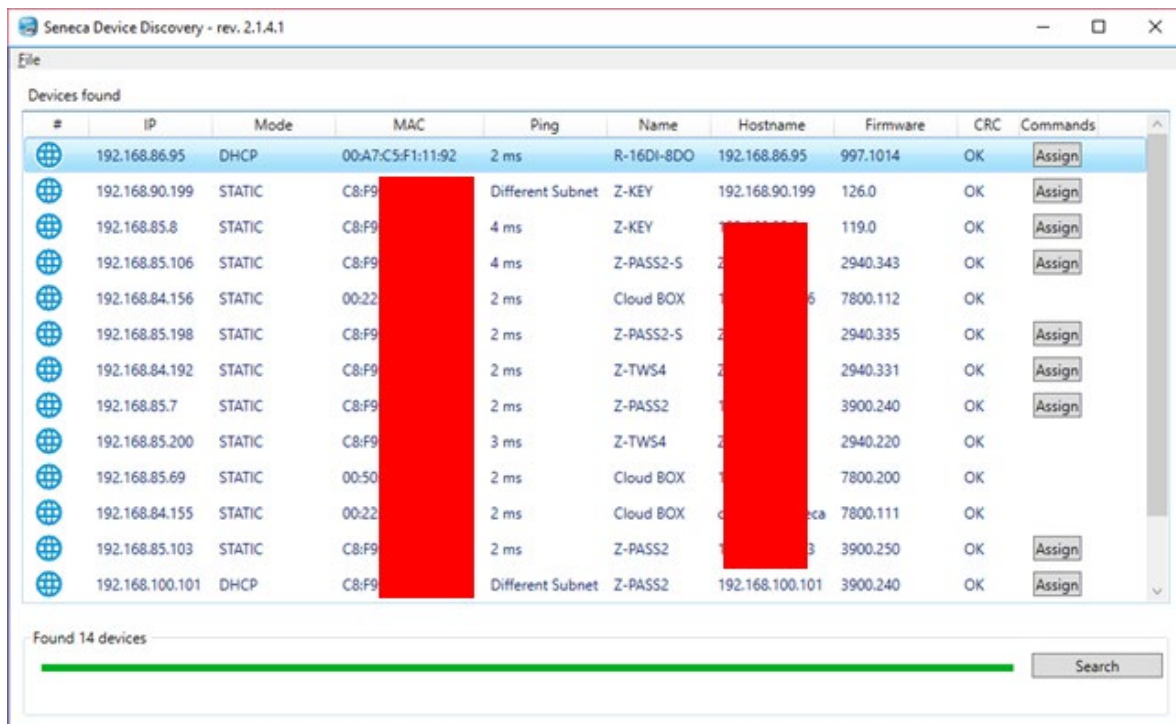 Seneca Device Discovery - rev. 2.1.4.1
File
Devices found
# IP Mode MAC Ping Name Hostname Firmware CRC Commands
192.168.86.95 DHCP 00:A7:C5:F1:11:92 2 ms R-16DI-8DO 192.168.86.95 997.1014 OK Assign
192.168.90.199 STATIC C8:F9 Different Subnet Z-KEY 192.168.90.199 126.0 OK Assign
192.168.85.8 STATIC C8:F9 4 ms Z-KEY 119.0 OK Assign
192.168.85.106 STATIC C8:F9 4 ms Z-PASS2-S 2940.343 OK Assign
192.168.84.156 STATIC 00:22 2 ms Cloud BOX 6 7800.112 OK
192.168.85.198 STATIC C8:F9 2 ms Z-PASS2-S 2940.335 OK Assign
192.168.84.192 STATIC C8:F9 2 ms Z-TWS4 2940.331 OK Assign
192.168.85.7 STATIC C8:F9 2 ms Z-PASS2 3900.240 OK Assign
192.168.85.200 STATIC C8:F9 3 ms Z-TWS4 2940.220 OK
192.168.85.69 STATIC 00:50 2 ms Cloud BOX 7800.200 OK
192.168.84.155 STATIC 00:22 2 ms Cloud BOX eca 7800.111 OK
192.168.85.103 STATIC C8:F9 2 ms Z-PASS2 3 3900.250 OK Assign
192.168.100.101 DHCP C8:F9 Different Subnet Z-PASS2 192.168.100.101 3900.240 OK Assign
Found 14 devices
Search